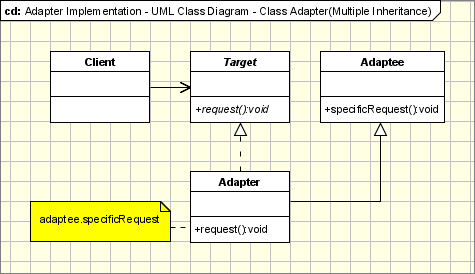 cd: Adapter Implementation - UML Class Diagram - Class Adapter(Multiple Inheritance)
Client
Target
+request():void
Adaptee
+specificRequest():void
Adapter
+request():void
adaptee.specificRequest